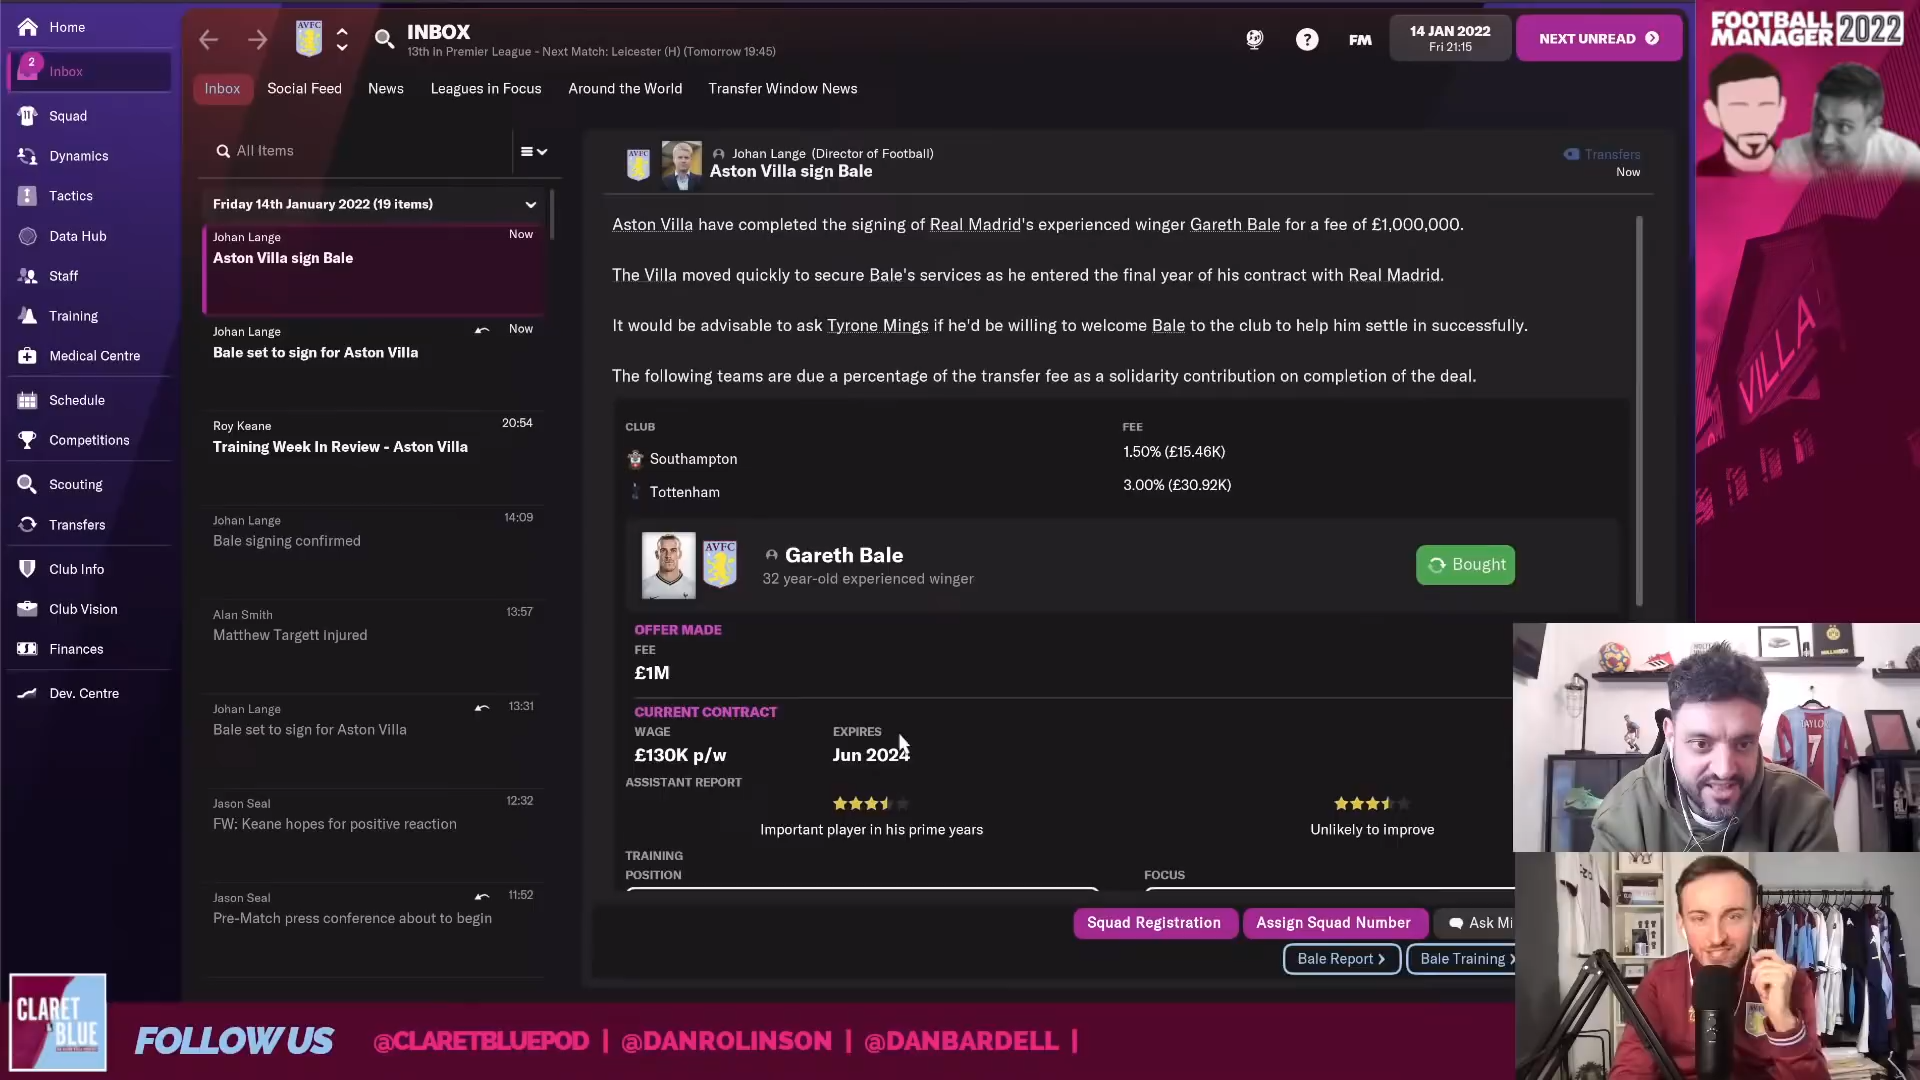 Home
2
Inbox
Squad
Dynamics
Tactics
Data Hub
Staff
Training
Medical Centre
Schedule
Competitions
Scouting
Transfers
Club Info
Club Vision
Finances
Dev. Centre
AVFC
INBOX
13th in Premier League - Next Match: Leicester (H) (Tomorrow 19:45)
?
FM
14 JAN 2022
Fri 21:15
NEXT UNREAD
FOOTBALL
MANAGER 2022
Inbox
Social Feed
News
Leagues in Focus
Around the World
Transfer Window News
All Items
Friday 14th January 2022 (19 items)
Johan Lange
Now
Aston Villa sign Bale
Johan Lange
Now
Bale set to sign for Aston Villa
Roy Keane
20:54
Training Week In Review - Aston Villa
Johan Lange
14:09
Bale signing confirmed
Alan Smith
13:57
Matthew Targett Injured
Johan Lange
13:31
Bale set to sign for Aston Villa
Jason Seal
12:32
FW: Keane hopes for positive reaction
Jason Seal
11:52
Pre-Match press conference about to begin
AVFC
Johan Lange (Director of Football)
Aston Villa sign Bale
Transfers
Now
Aston Villa have completed the signing of Real Madrid's experienced winger Gareth Bale for a fee of £1,000,000.
The Villa moved quickly to secure Bale's services as he entered the final year of his contract with Real Madrid.
It would be advisable to ask Tyrone Mings if he'd be willing to welcome Bale to the club to help him settle in successfully.
The following teams are due a percentage of the transfer fee as a solidarity contribution on completion of the deal.
CLUB
FEE
Southampton
1.50% (£15.46K)
Tottenham
3.00% (£30.92K)
AVFC
Gareth Bale
32 year-old experienced winger
Bought
OFFER MADE
FEE
£1M
CURRENT CONTRACT
WAGE
EXPIRES
£130K p/w
Jun 2024
ASSISTANT REPORT
Important player in his prime years
Unlikely to improve
TRAINING
POSITION
FOCUS
Squad Registration
Assign Squad Number
Ask Mi
Bale Report
Bale Training
VILLA
TAYLOR
7
CLARET
& BLUE
FOLLOW US
@CLARETBLUEPOD | @DANROLINSON | @DANBARDELL |